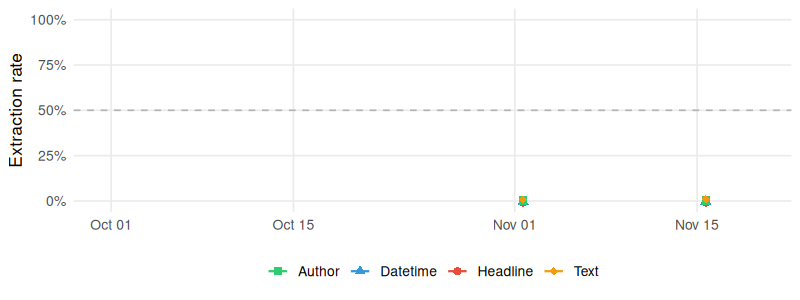 Extraction rate
100%
75%
50%
25%
0%
Oct 01 Oct 15 Nov 01 Nov 15
Author Datetime Headline Text